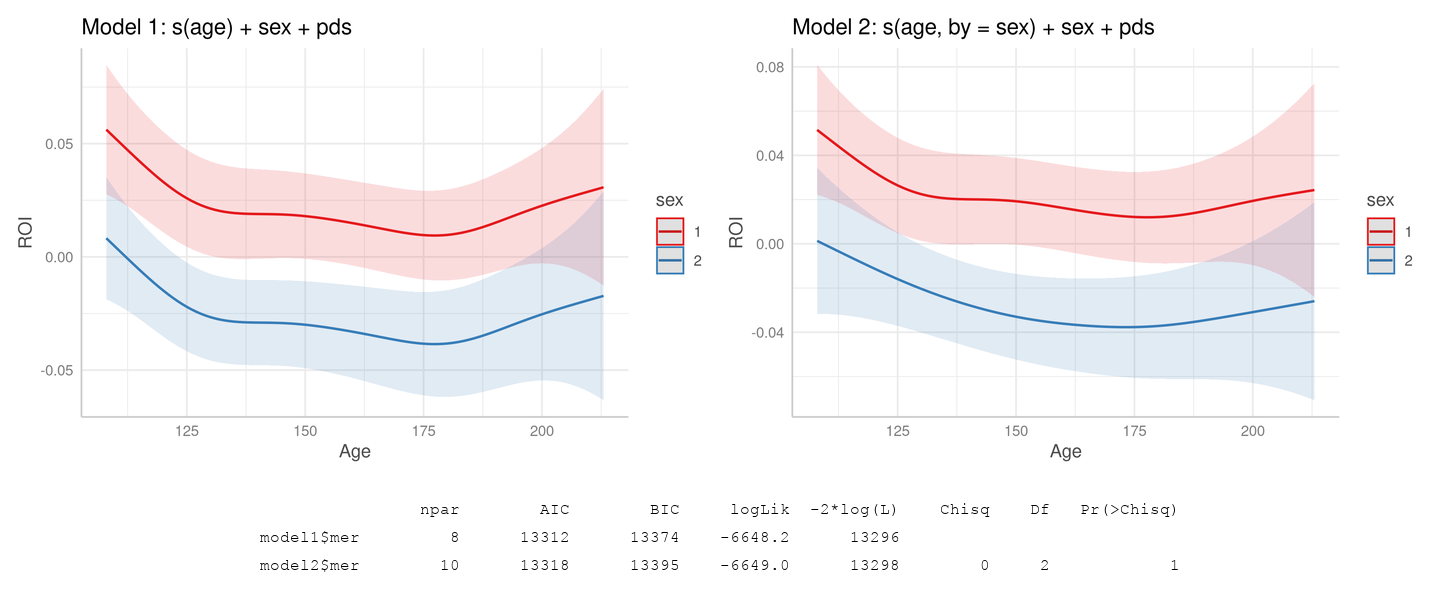 Model 1: s(age) + sex + pds
0.05
0.00
-0.05
ROI
125 150 175 200
Age
sex
1
2
Model 2: s(age, by = sex) + sex + pds
0.08
0.04
0.00
-0.04
ROI
125 150 175 200
Age
sex
1
2
npar AIC BIC logLik -2*log(L) Chisq Df Pr(>Chisq)
model1$mer 8 13312 13374 -6648.2 13296
model2$mer 10 13318 13395 -6649.0 13298 0 2 1